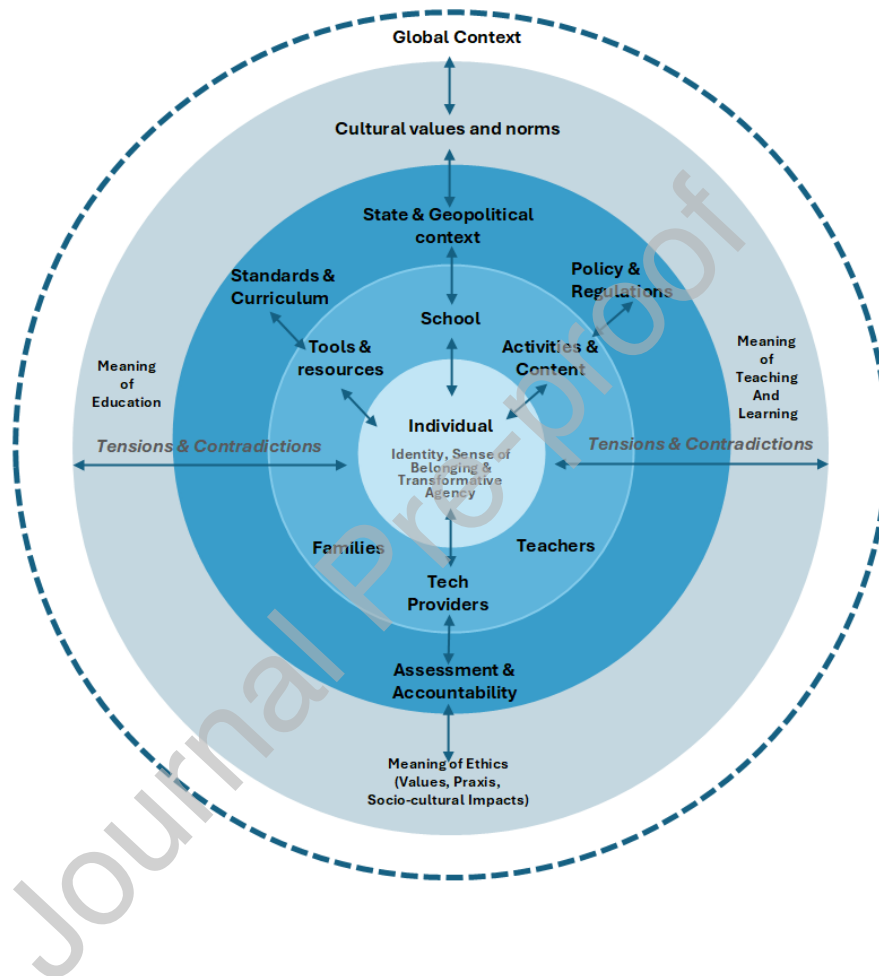 Global Context
Cultural values and norms
State & Geopolitical
context
Standards &
Curriculum
Policy &
Regulations
School
Tools &
resources
Activities &
Content
Meaning
of
Education
Meaning
of
Teaching
And
Learning
Individual
Tensions & Contradictions
Tensions & Contradictions
Identity, Sense of
Belonging &
Transformative
Agency
Families
Teachers
Tech
Providers
Assessment &
Accountability
Meaning of Ethics
(Values, Praxis,
Socio-cultural Impacts)
Journal Pre-proof